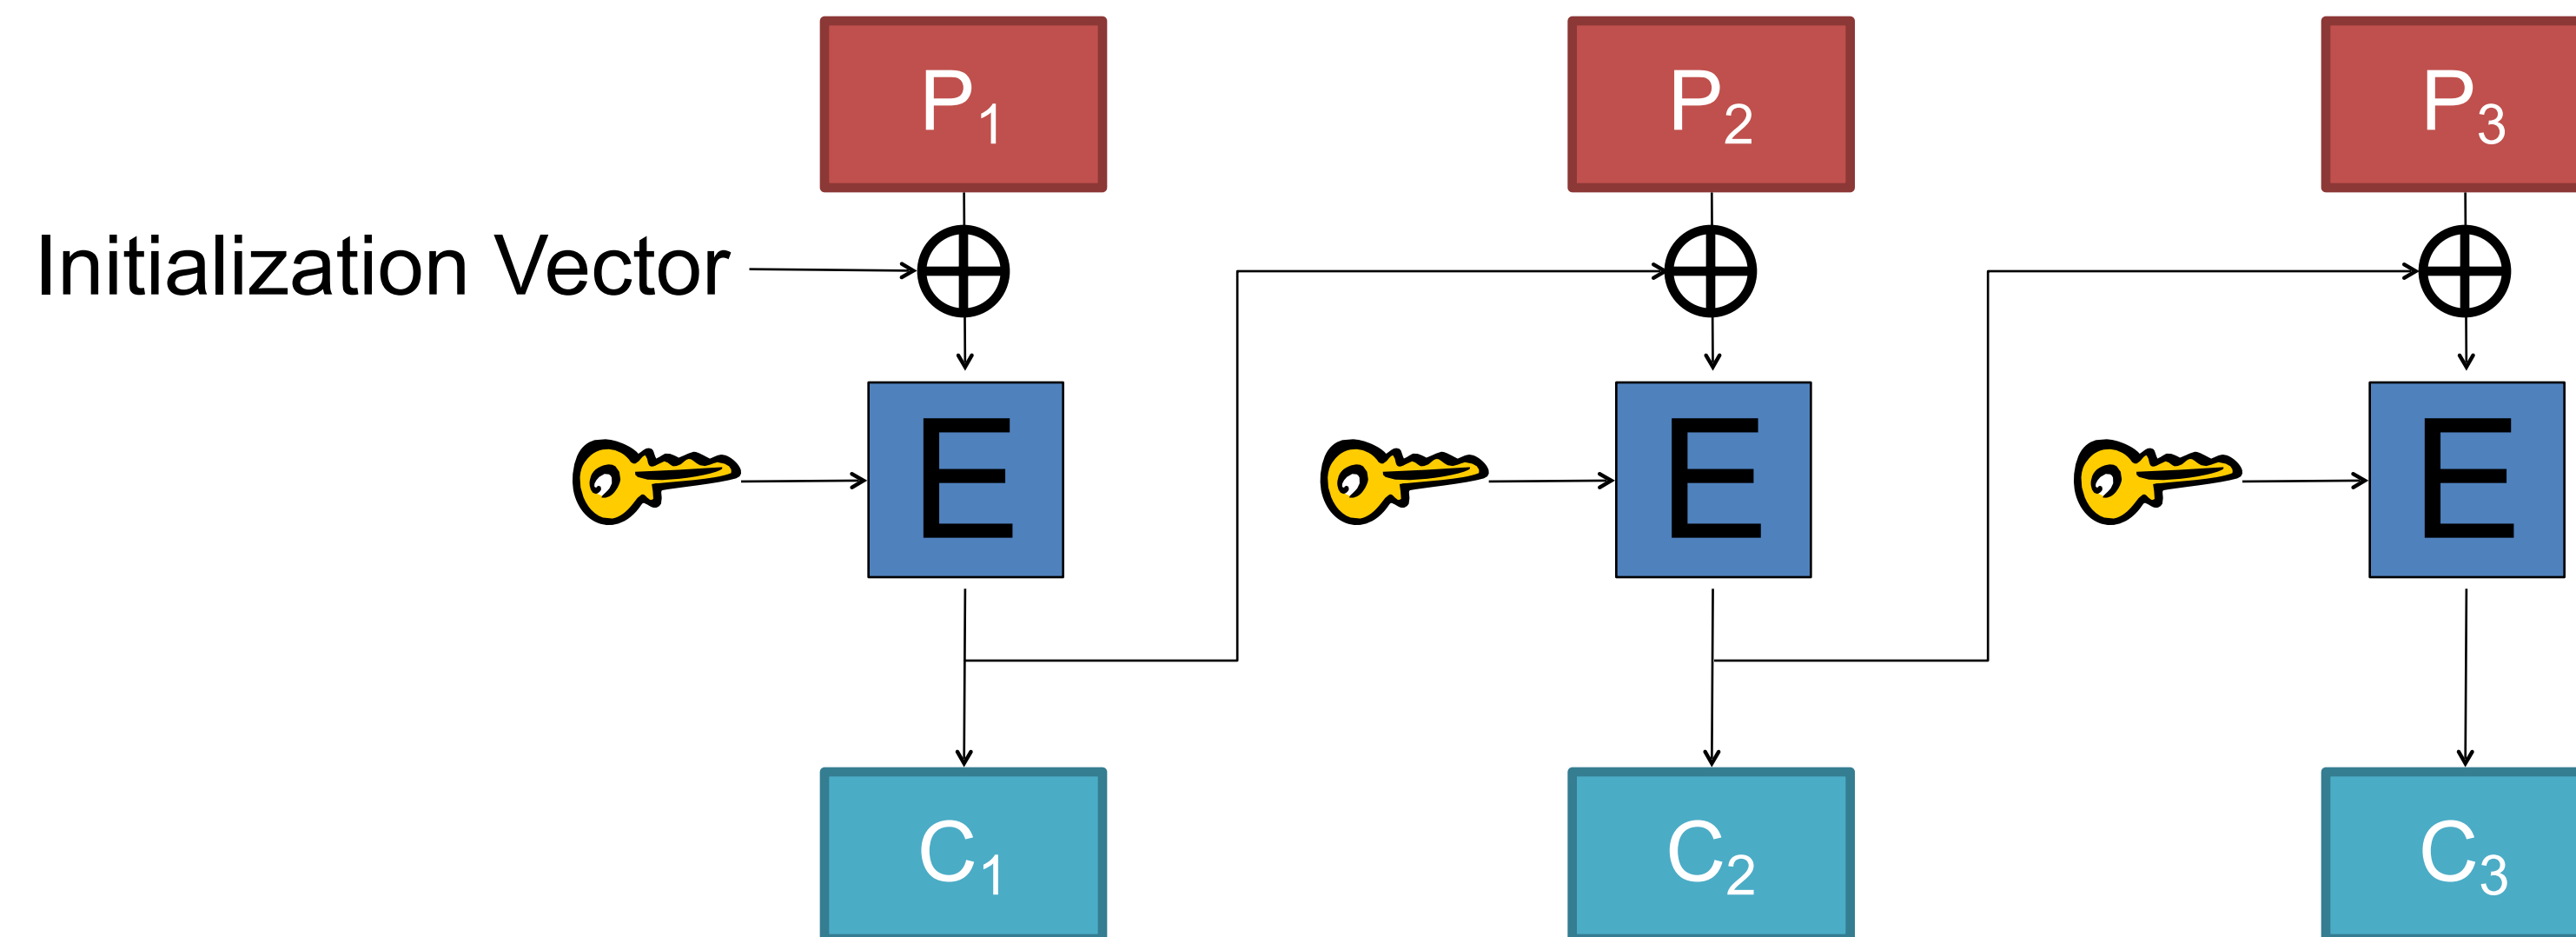 P₁ P₂ P₃
Initialization Vector
E E E
C₁ C₂ C₃